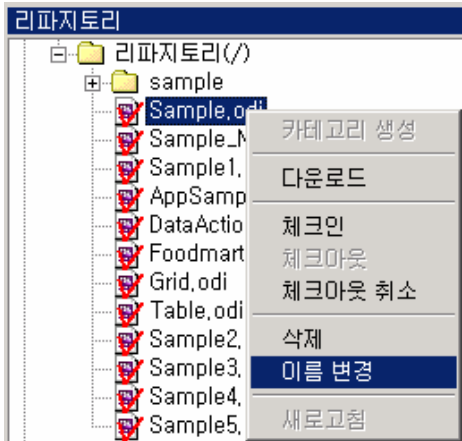 리파지토리
리파지토리(/)
sample
Sample.odi
Sample_M
Sample1.
AppSamp
DataActio
Foodmart
Grid.odi
Table.odi
Sample2.
Sample3.
Sample4.
Sample5.
카테고리 생성
다운로드
체크인
체크아웃
체크아웃 취소
삭제
이름 변경
새로고침